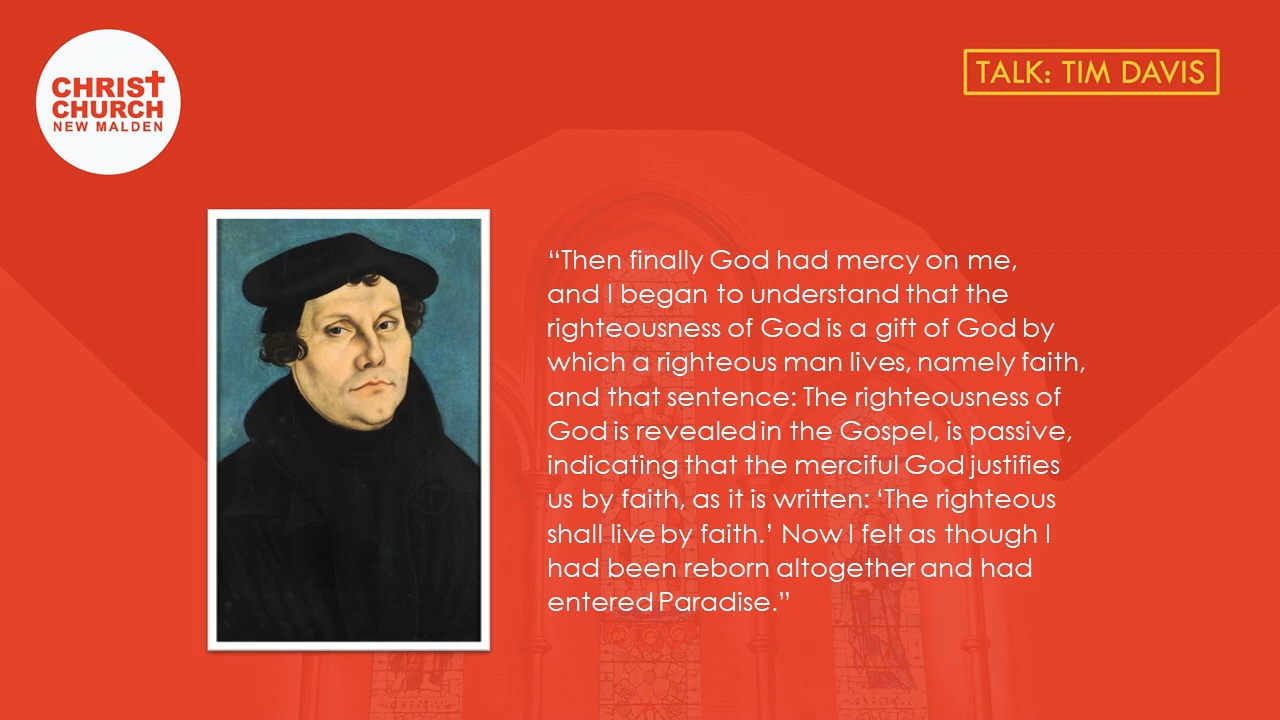 CHRIST
CHURCH
NEW MALDEN
TALK: TIM DAVIS
“Then finally God had mercy on me,
and I began to understand that the
righteousness of God is a gift of God by
which a righteous man lives, namely faith,
and that sentence: The righteousness of
God is revealed in the Gospel, is passive,
indicating that the merciful God justifies
us by faith, as it is written: ‘The righteous
shall live by faith.’ Now I felt as though I
had been reborn altogether and had
entered Paradise.”